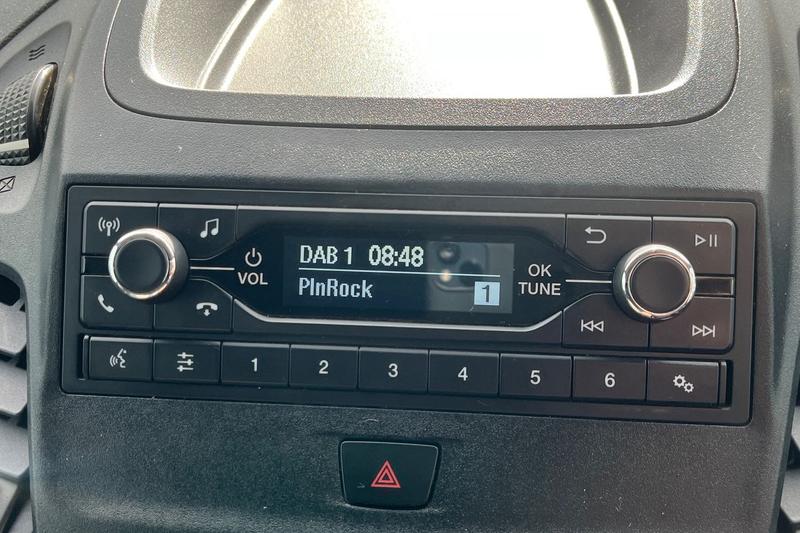 DAB 1 08:48
PlnRock 1
VOL
OK
TUNE
1 2 3 4 5 6